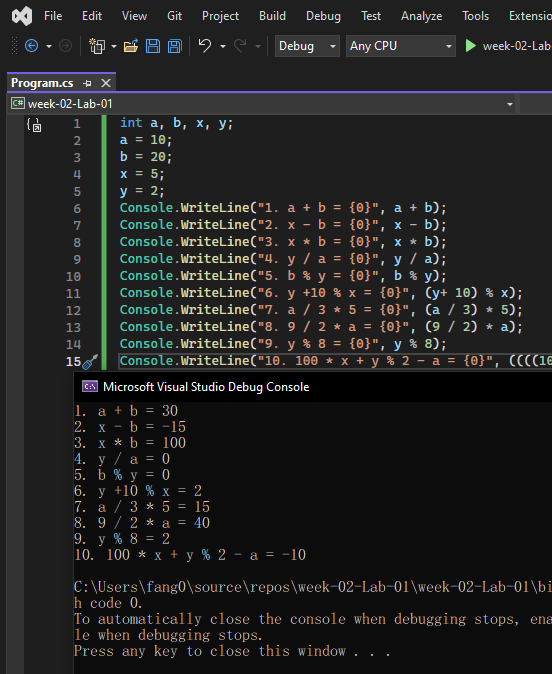 File Edit View Git Project Build Debug Test Analyze Tools Extensio
Debug Any CPU week-02-Lab
Program.cs
C# week-02-Lab-01
1 int a, b, x, y;
2 a = 10;
3 b = 20;
4 x = 5;
5 y = 2;
6 Console.WriteLine("1. a + b = {0}", a + b);
7 Console.WriteLine("2. x - b = {0}", x - b);
8 Console.WriteLine("3. x * b = {0}", x * b);
9 Console.WriteLine("4. y / a = {0}", y / a);
10 Console.WriteLine("5. b % y = {0}", b % y);
11 Console.WriteLine("6. y +10 % x = {0}", (y+ 10) % x);
12 Console.WriteLine("7. a / 3 * 5 = {0}", (a / 3) * 5);
13 Console.WriteLine("8. 9 / 2 * a = {0}", (9 / 2) * a);
14 Console.WriteLine("9. y % 8 = {0}", y % 8);
15 Console.WriteLine("10. 100 * x + y % 2 - a = {0}", ((((10
Microsoft Visual Studio Debug Console
1. a + b = 30
2. x - b = -15
3. x * b = 100
4. y / a = 0
5. b % y = 0
6. y +10 % x = 2
7. a / 3 * 5 = 15
8. 9 / 2 * a = 40
9. y % 8 = 2
10. 100 * x + y % 2 - a = -10
C:\Users\fang0\source\repos\week-02-Lab-01\week-02-Lab-01\bi
h code 0.
To automatically close the console when debugging stops, ena
le when debugging stops.
Press any key to close this window . . .